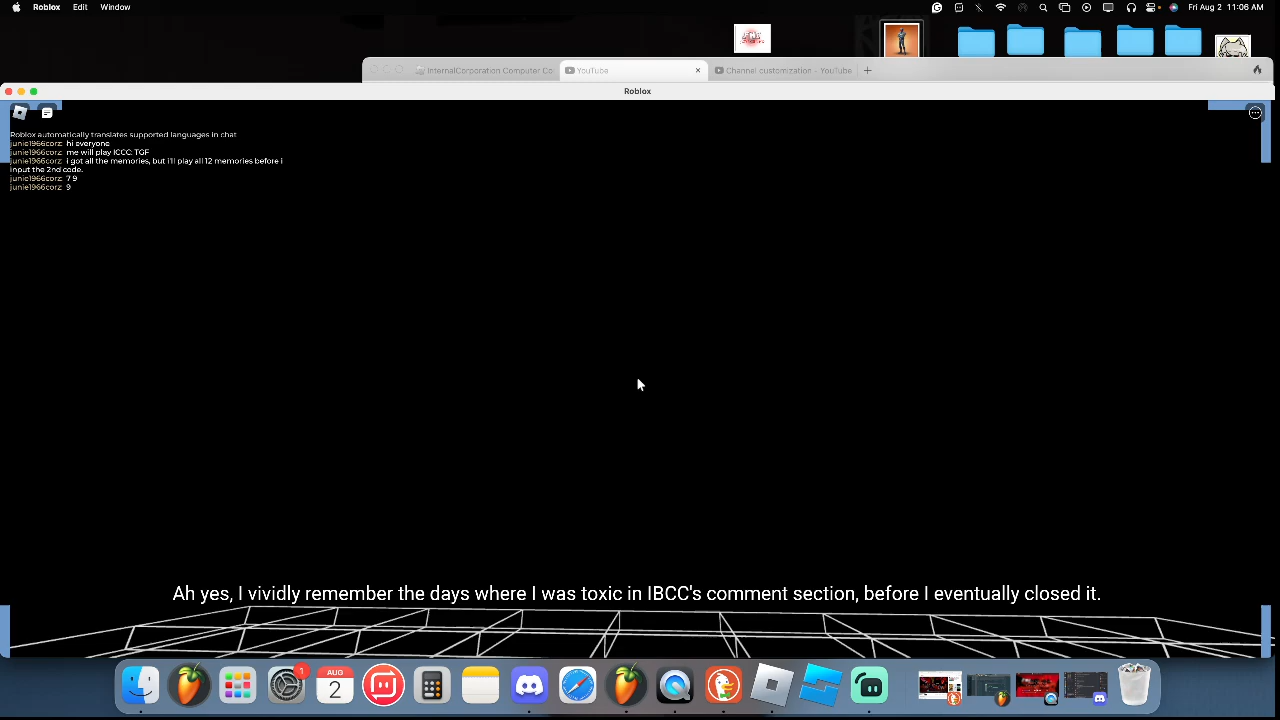 Roblox Edit Window Fri Aug 2 11:06 AM
InternalCorporation Computer Co YouTube Channel customization - YouTube
Roblox
Roblox automatically translates supported languages in chat
junie1966corz: hi everyone
junie1966corz: me will play ICCC: TGF
junie1966corz: i got all the memories, but i'll play all 12 memories before i
input the 2nd code.
junie1966corz: 7 9
junie1966corz: 9
Ah yes, I vividly remember the days where I was toxic in IBCC's comment section, before I eventually closed it.
1
AUG
2